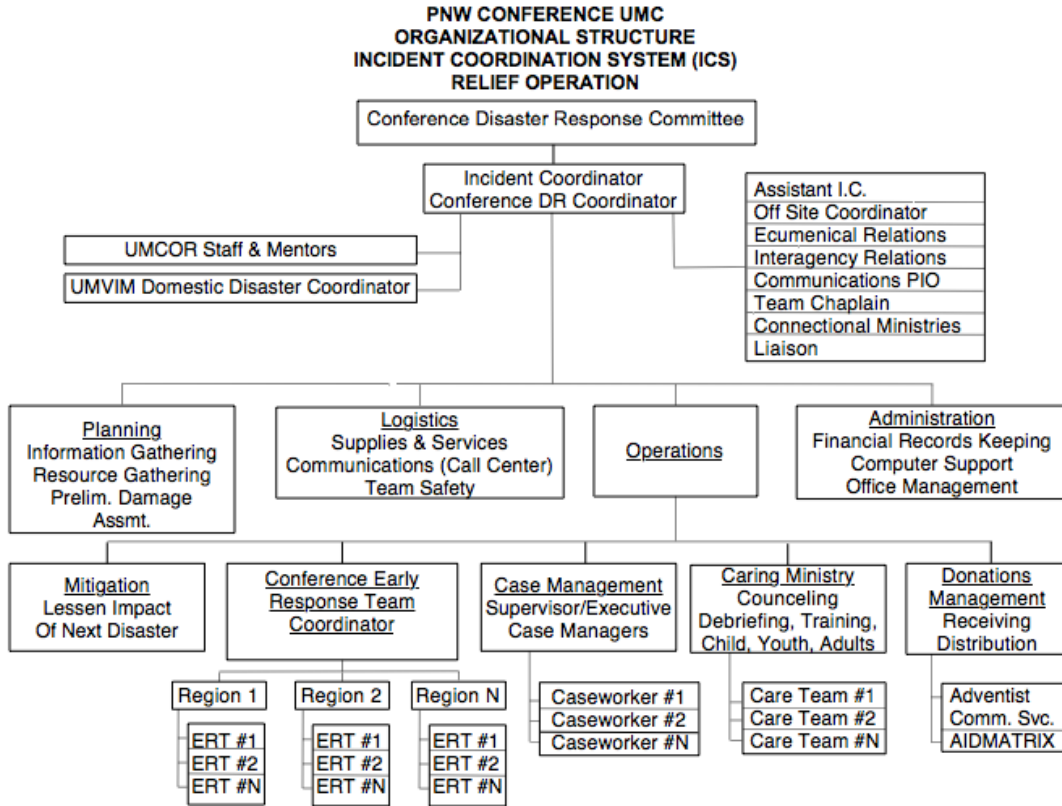 PNW CONFERENCE UMC
ORGANIZATIONAL STRUCTURE
INCIDENT COORDINATION SYSTEM (ICS)
RELIEF OPERATION
Conference Disaster Response Committee
Incident Coordinator
Conference DR Coordinator
Assistant I.C.
Off Site Coordinator
Ecumenical Relations
Interagency Relations
Communications PIO
Team Chaplain
Connectional Ministries
Liaison
UMCOR Staff & Mentors
UMVIM Domestic Disaster Coordinator
Planning
Information Gathering
Resource Gathering
Prelim. Damage
Assmt.
Logistics
Supplies & Services
Communications (Call Center)
Team Safety
Operations
Administration
Financial Records Keeping
Computer Support
Office Management
Mitigation
Lessen Impact
Of Next Disaster
Conference Early
Response Team
Coordinator
Case Management
Supervisor/Executive
Case Managers
Caring Ministry
Counceling
Debriefing, Training,
Child, Youth, Adults
Donations
Management
Receiving
Distribution
Region 1
ERT #1
ERT #2
ERT #N
Region 2
ERT #1
ERT #2
ERT #N
Region N
ERT #1
ERT #2
ERT #N
Caseworker #1
Caseworker #2
Caseworker #N
Care Team #1
Care Team #2
Care Team #N
Adventist
Comm. Svc.
AIDMATRIX